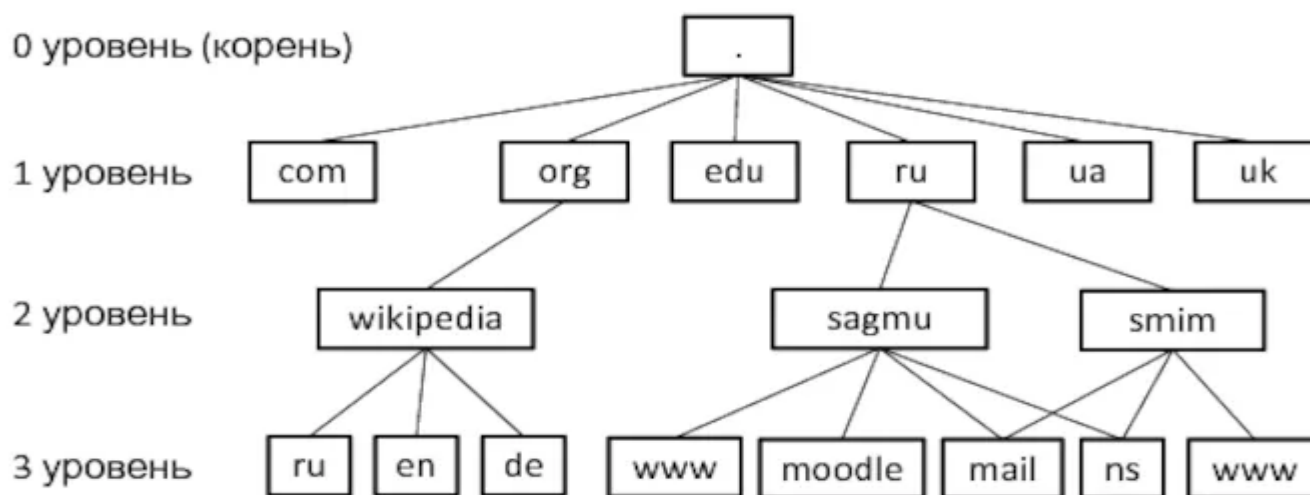 0 уровень (корень) .
1 уровень com org edu ru ua uk
2 уровень wikipedia sagmu smim
3 уровень ru en de www moodle mail ns www